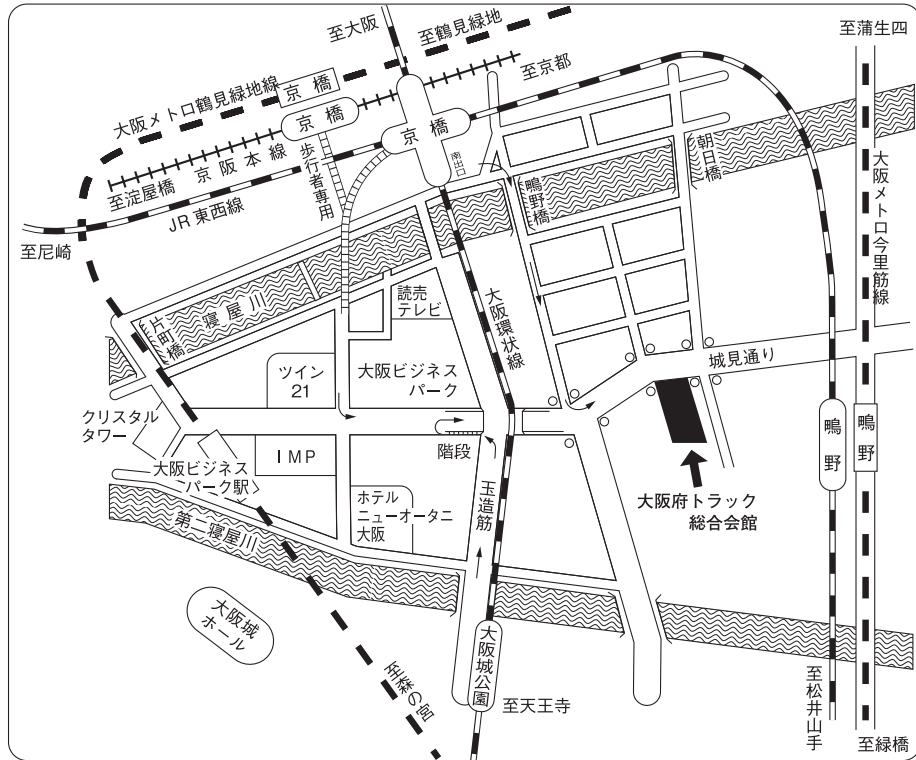 至大阪
至鶴見緑地
至蒲生四
至京都
大阪メトロ鶴見緑地線
京橋
京橋
京橋
南出口
至淀屋橋
京阪本線
歩行者専用
JR東西線
至尼崎
鴫野橋
朝日橋
大阪メトロ今里筋線
片町橋
寝屋川
読売
テレビ
大阪環状線
城見通り
ツイン
21
大阪ビジネス
パーク
クリスタル
タワー
IMP
階段
大阪ビジネス
パーク駅
玉造筋
鴫野
鴫野
大阪府トラック
総合会館
ホテル
ニューオータニ
大阪
第二寝屋川
大阪城
ホール
大阪城公園
至森の宮
至天王寺
至松井山手
至緑橋